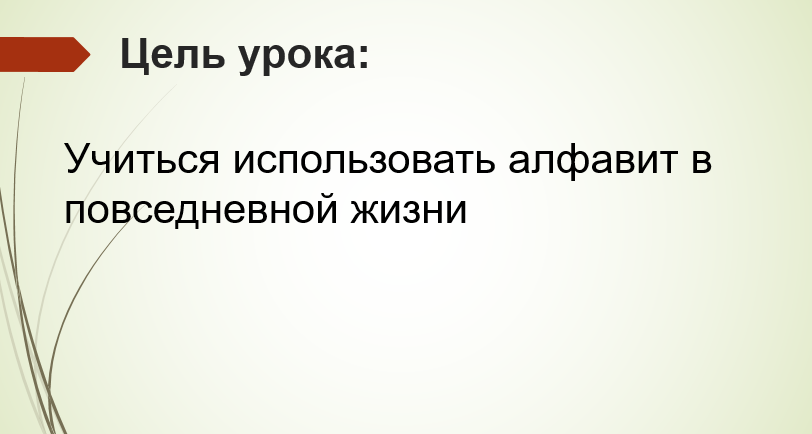 Цель урока:
Учиться использовать алфавит в
повседневной жизни